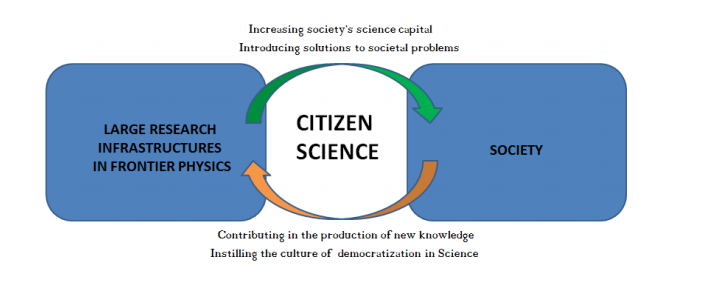 Increasing society's science capital
Introducing solutions to societal problems
LARGE RESEARCH
INFRASTRUCTURES
IN FRONTIER PHYSICS
CITIZEN
SCIENCE
SOCIETY
Contributing in the production of new knowledge
Instilling the culture of democratization in Science